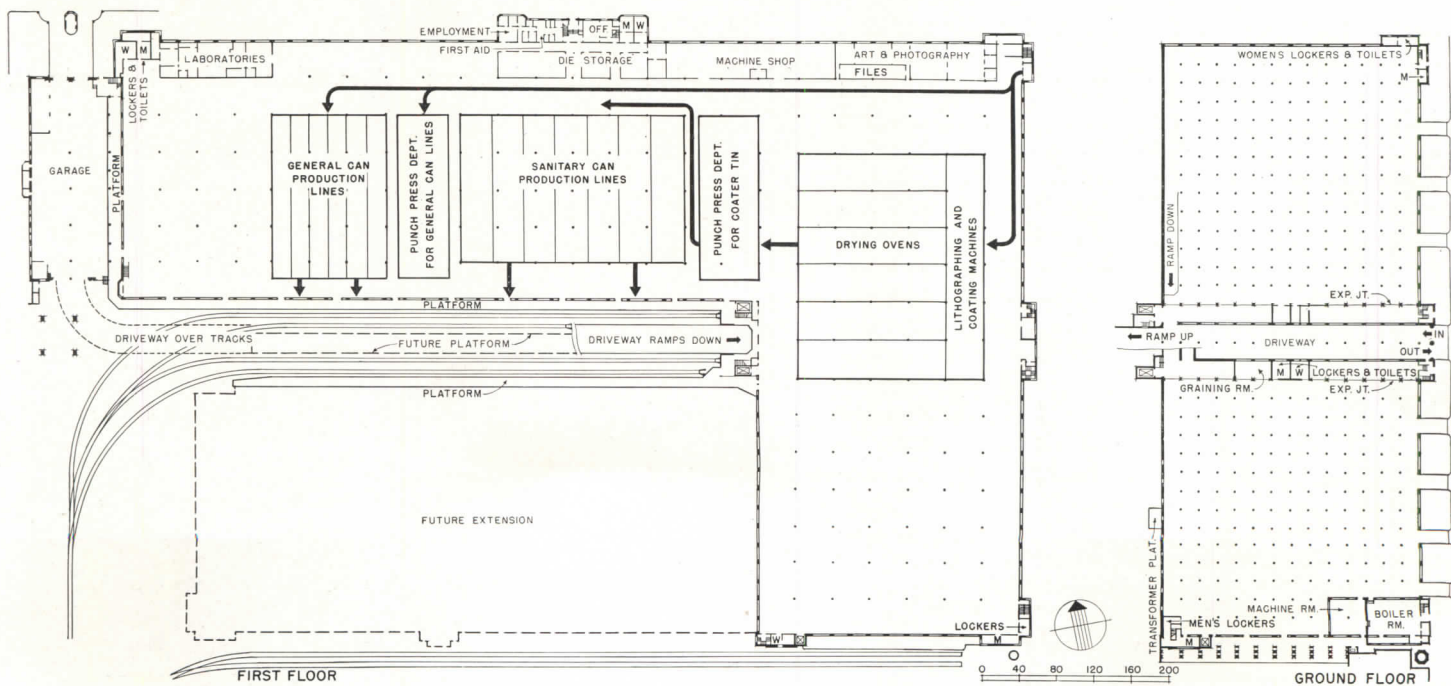 EMPLOYMENT
FIRST AID
OFF.
M W
W M
LABORATORIES
DIE STORAGE
MACHINE SHOP
ART & PHOTOGRAPHY
FILES
LOCKERS &
TOILETS
GARAGE
PLATFORM
GENERAL CAN
PRODUCTION
LINES
PUNCH PRESS DEPT.
FOR GENERAL CAN LINES
SANITARY CAN
PRODUCTION LINES
PUNCH PRESS DEPT.
FOR COATER TIN
DRYING OVENS
LITHOGRAPHING AND
COATING MACHINES
PLATFORM
DRIVEWAY OVER TRACKS
FUTURE PLATFORM
DRIVEWAY RAMPS DOWN
PLATFORM
FUTURE EXTENSION
LOCKERS
W
M
FIRST FLOOR
0 40 80 120 160 200
WOMEN'S LOCKERS & TOILETS
M
RAMP DOWN
EXP. JT.
RAMP UP
DRIVEWAY
IN
OUT
M W LOCKERS & TOILETS
GRAINING RM.
EXP. JT.
TRANSFORMER PLAT.
MACHINE RM.
BOILER
RM.
MEN'S LOCKERS
M
GROUND FLOOR